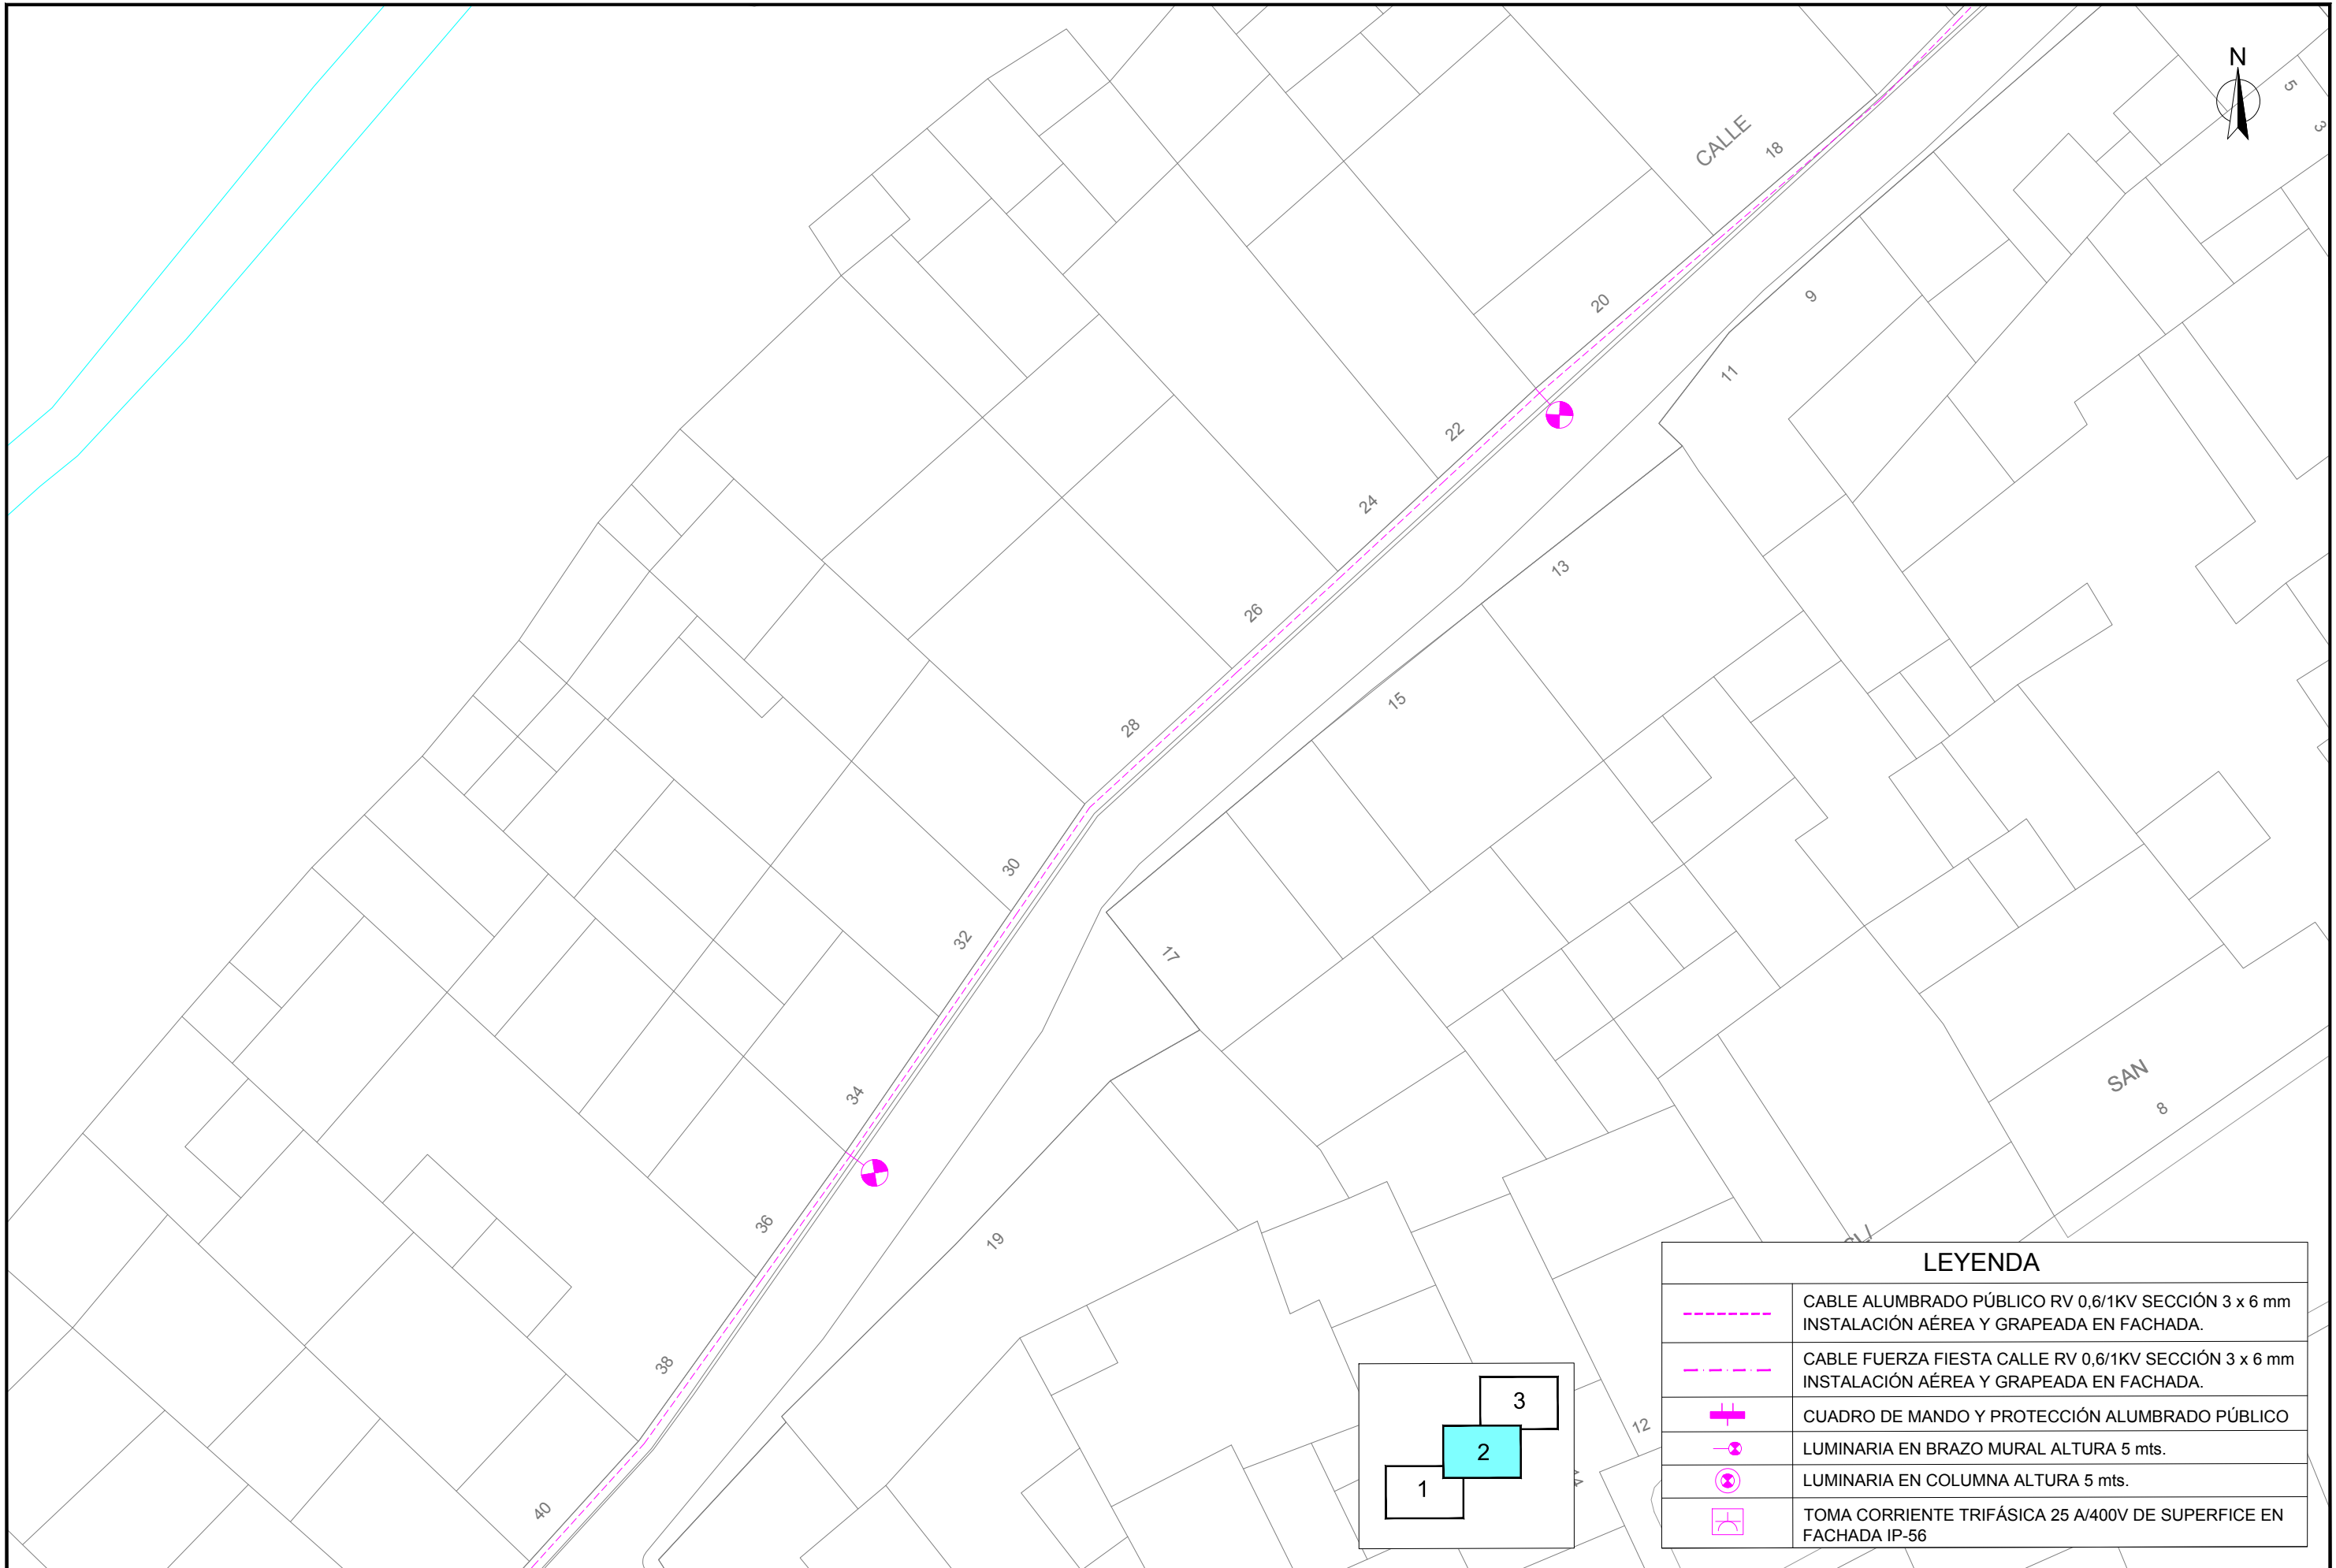 N
5
3
CALLE
18
20
9
11
22
24
13
26
15
28
30
32
17
34
SAN
8
36
19
38
40
12
14
3
2
1
LEYENDA
CABLE ALUMBRADO PÚBLICO RV 0,6/1KV SECCIÓN 3 x 6 mm
INSTALACIÓN AÉREA Y GRAPEADA EN FACHADA.
CABLE FUERZA FIESTA CALLE RV 0,6/1KV SECCIÓN 3 x 6 mm
INSTALACIÓN AÉREA Y GRAPEADA EN FACHADA.
CUADRO DE MANDO Y PROTECCIÓN ALUMBRADO PÚBLICO
LUMINARIA EN BRAZO MURAL ALTURA 5 mts.
LUMINARIA EN COLUMNA ALTURA 5 mts.
TOMA CORRIENTE TRIFÁSICA 25 A/400V DE SUPERFICE EN
FACHADA IP-56